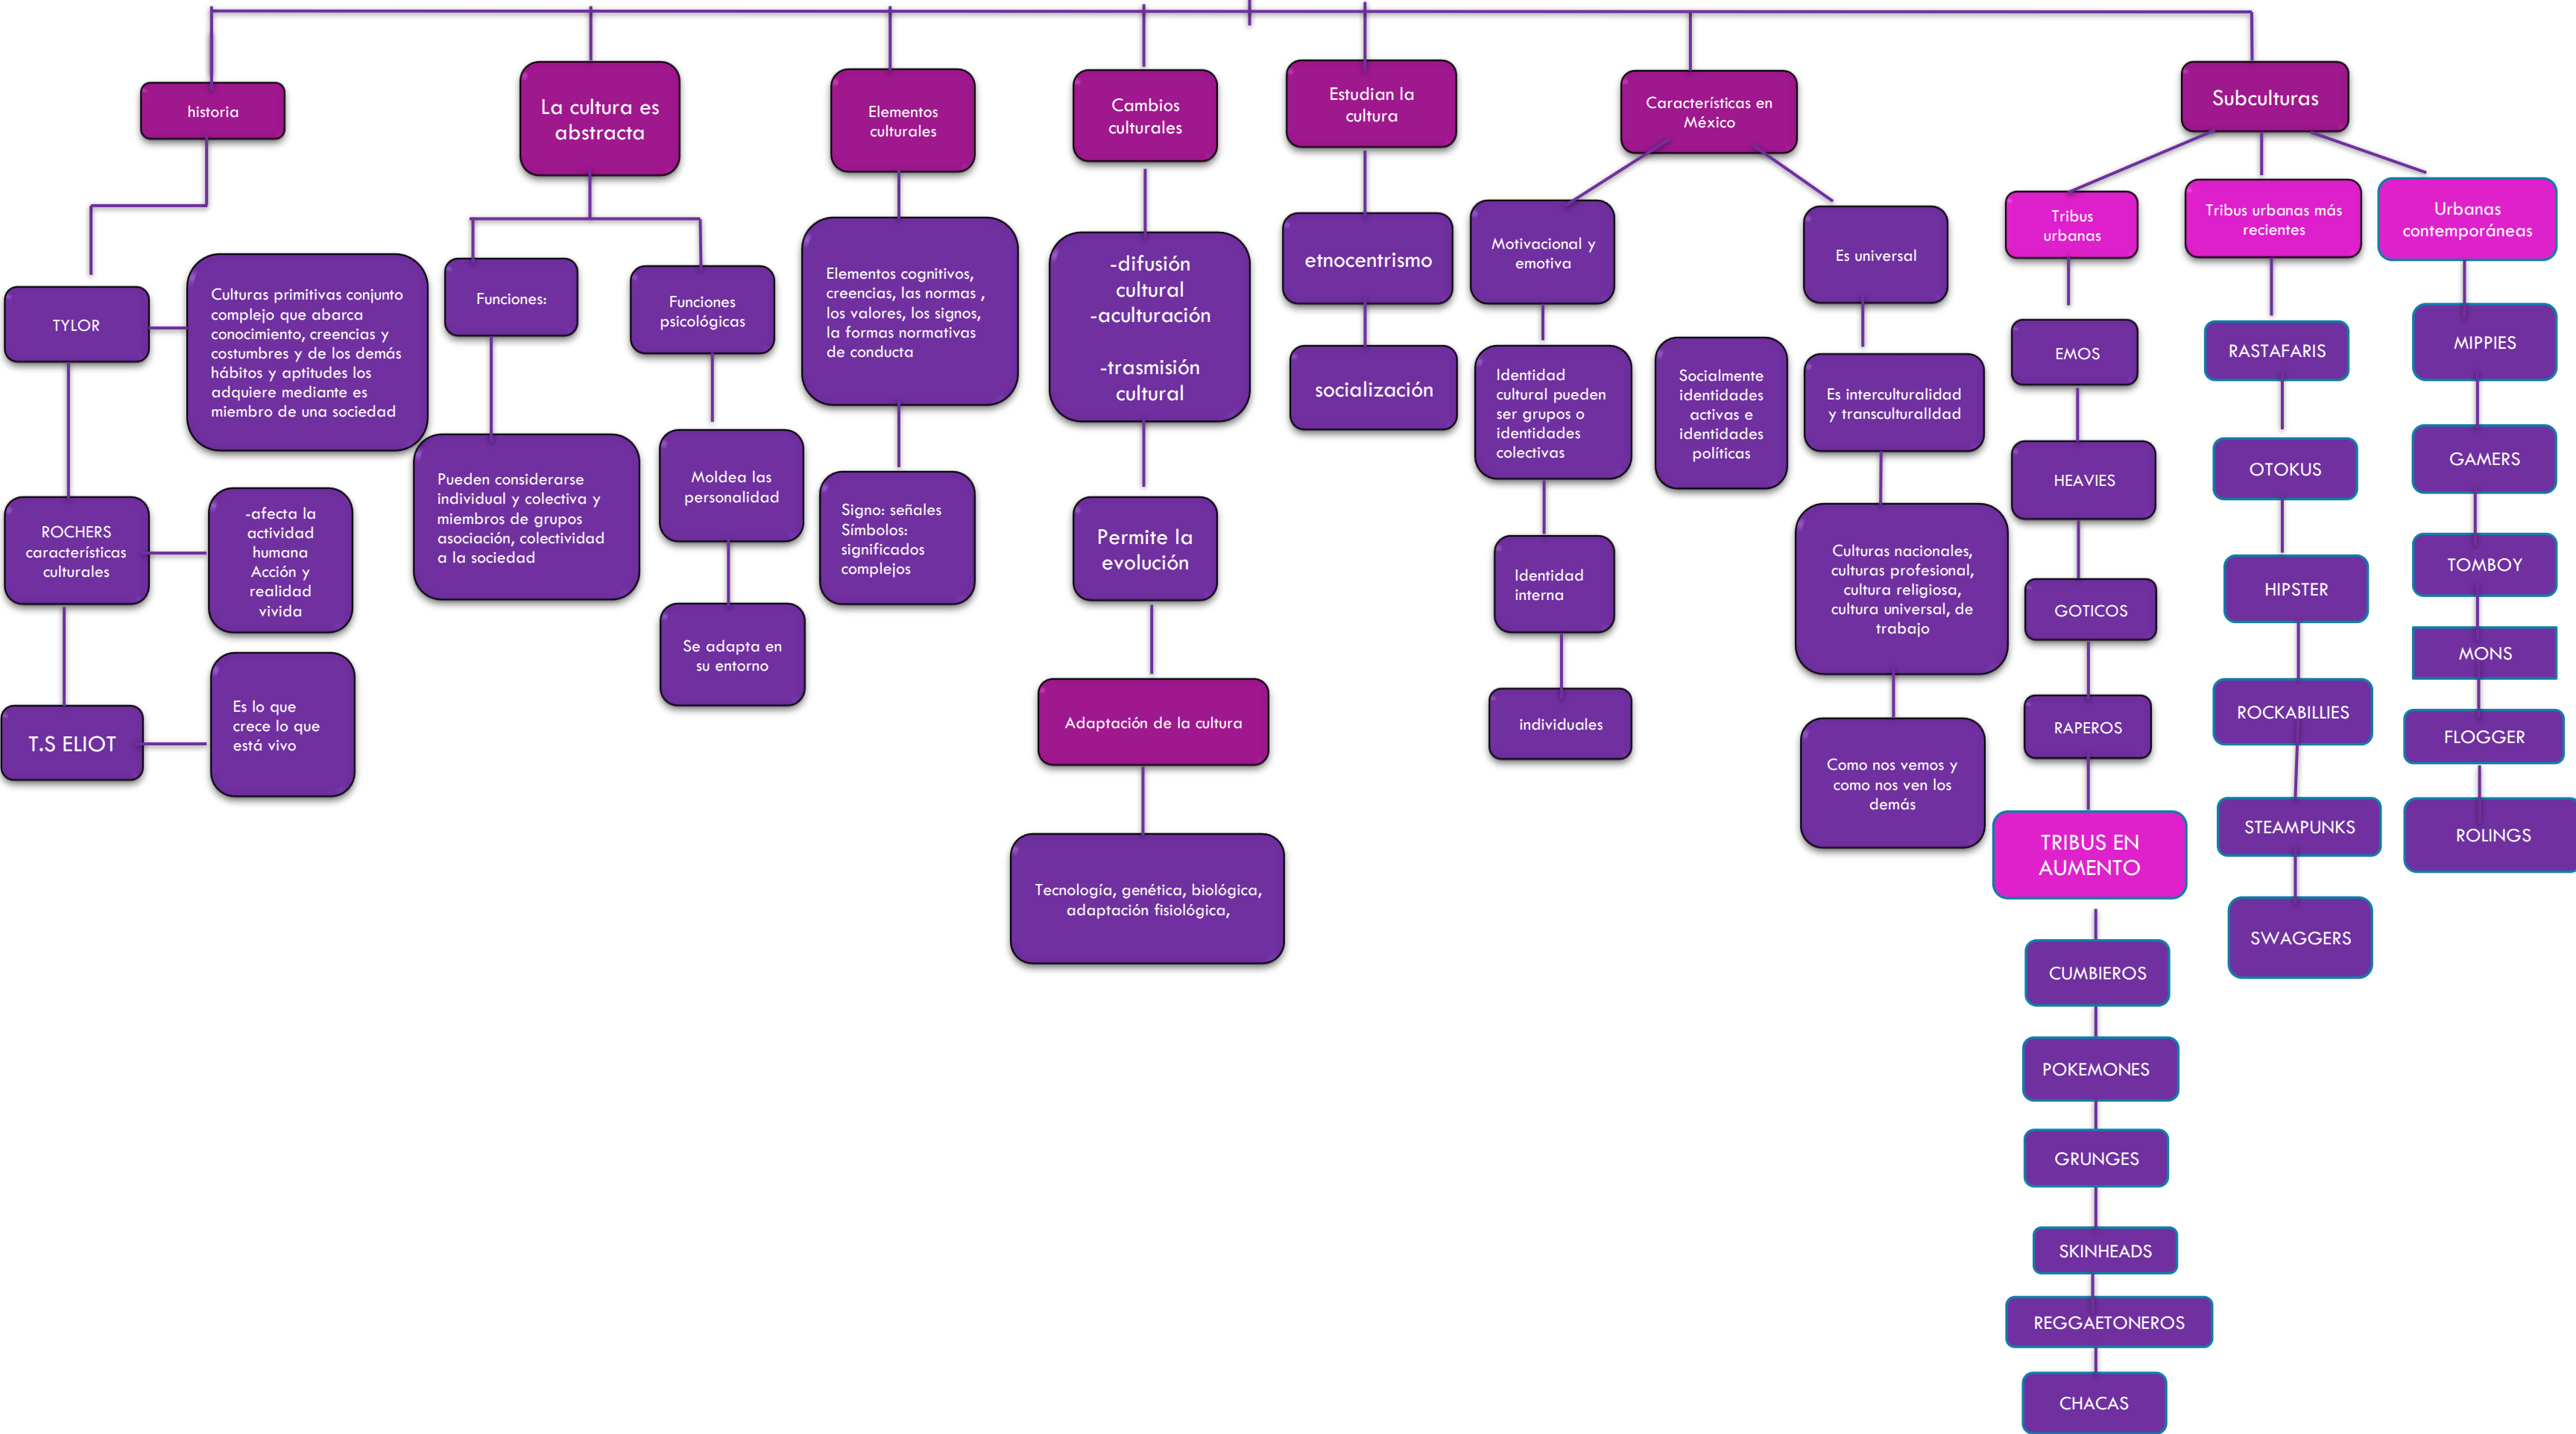 historia
TYLOR
Culturas primitivas conjunto
complejo que abarca
conocimiento, creencias y
costumbres y de los demás
hábitos y aptitudes los
adquiere mediante es
miembro de una sociedad
ROCHERS
características
culturales
-afecta la
actividad
humana
Acción y
realidad
vivida
T.S ELIOT
Es lo que
crece lo que
está vivo
La cultura es
abstracta
Funciones:
Pueden considerarse
individual y colectiva y
miembros de grupos
asociación, colectividad
a la sociedad
Funciones
psicológicas
Moldea las
personalidad
Se adapta en
su entorno
Elementos
culturales
Elementos cognitivos,
creencias, las normas ,
los valores, los signos,
la formas normativas
de conducta
Signo: señales
Símbolos:
significados
complejos
Cambios
culturales
-difusión
cultural
-aculturación
-trasmisión
cultural
Permite la
evolución
Adaptación de la cultura
Tecnología, genética, biológica,
adaptación fisiológica,
Estudian la
cultura
etnocentrismo
socialización
Características en
México
Motivacional y
emotiva
Identidad
cultural pueden
ser grupos o
identidades
colectivas
Identidad
interna
individuales
Socialmente
identidades
activas e
identidades
políticas
Es universal
Es interculturalidad
y transculturalIdad
Culturas nacionales,
culturas profesional,
cultura religiosa,
cultura universal, de
trabajo
Como nos vemos y
como nos ven los
demás
Subculturas
Tribus
urbanas
EMOS
HEAVIES
GOTICOS
RAPEROS
TRIBUS EN
AUMENTO
CUMBIEROS
POKEMONES
GRUNGES
SKINHEADS
REGGAETONEROS
CHACAS
Tribus urbanas más
recientes
RASTAFARIS
OTOKUS
HIPSTER
ROCKABILLIES
STEAMPUNKS
SWAGGERS
Urbanas
contemporáneas
MIPPIES
GAMERS
TOMBOY
MONS
FLOGGER
ROLINGS